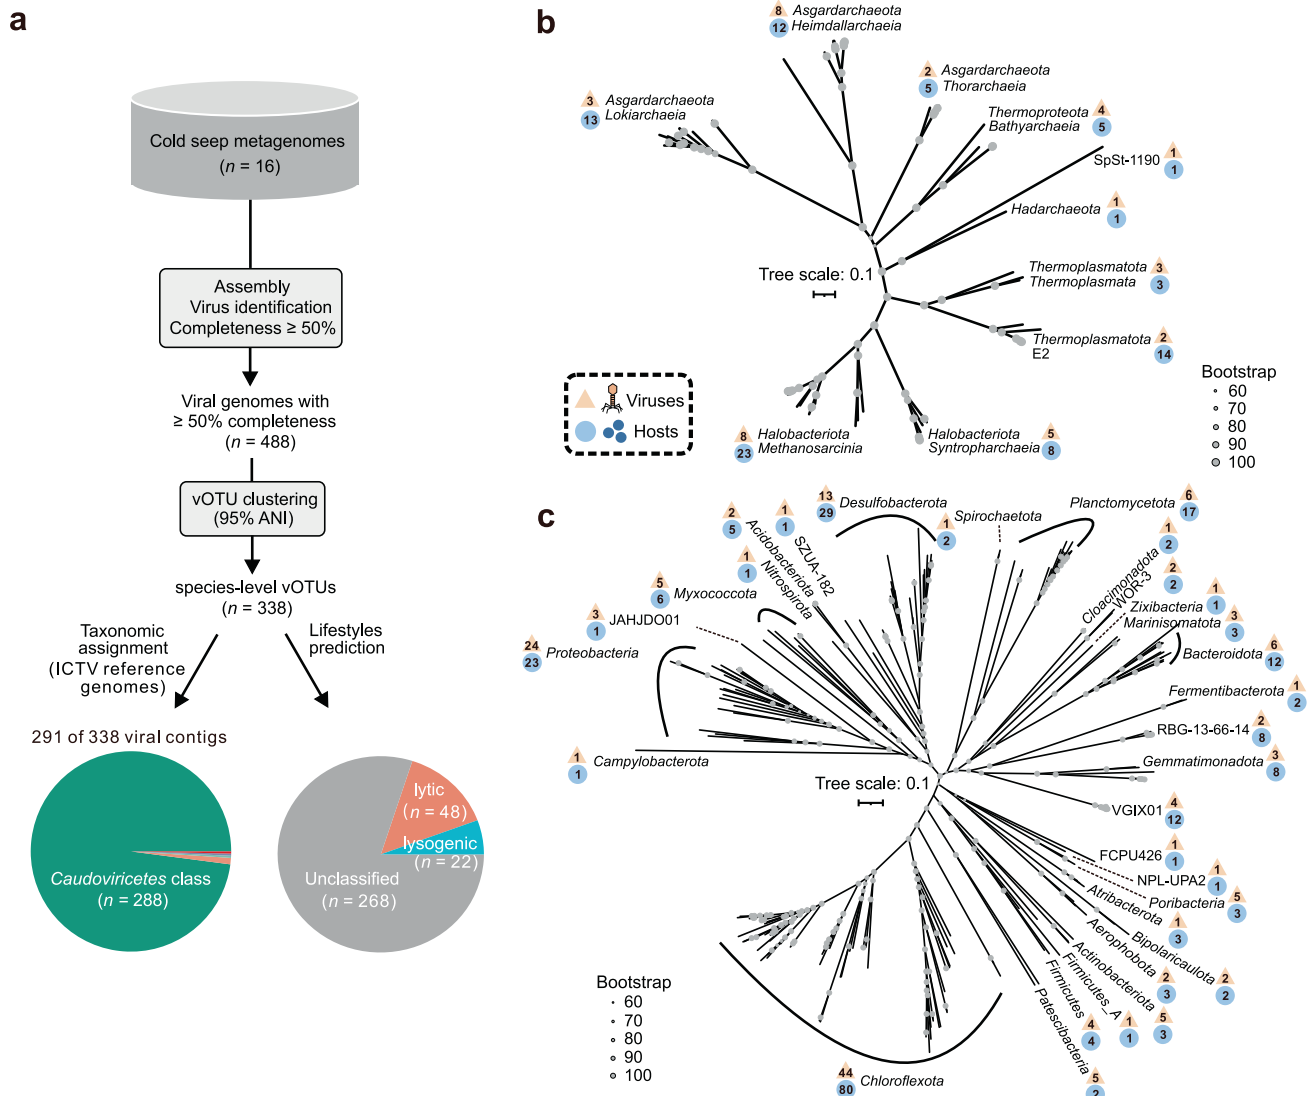 a
Cold seep metagenomes
(n = 16)
Assembly
Virus identification
Completeness ≥ 50%
Viral genomes with
≥ 50% completeness
(n = 488)
vOTU clustering
(95% ANI)
species-level vOTUs
(n = 338)
Taxonomic
assignment
(ICTV reference
genomes)
Lifestyles
prediction
291 of 338 viral contigs
Caudoviricetes class
(n = 288)
lytic
(n = 48)
lysogenic
(n = 22)
Unclassified
(n = 268)
b
8
12
Asgardarchaeota
Heimdallarchaeia
2
5
Asgardarchaeota
Thorarchaeia
3
13
Asgardarchaeota
Lokiarchaeia
Thermoproteota
Bathyarchaeia
4
5
SpSt-1190
1
1
Hadarchaeota
1
1
Tree scale: 0.1
Thermoplasmatota
Thermoplasmata
3
3
Thermoplasmatota
E2
2
14
Viruses
Hosts
8
23
Halobacteriota
Methanosarcinia
Halobacteriota
Syntropharchaeia
5
8
Bootstrap
60
70
80
90
100
c
13
29
Desulfobacterota
1
2
Spirochaetota
Planctomycetota
6
17
2
5
Acidobacteriota
1
1
SZUA-182
1
1
Nitrospirota
5
6
Myxococcota
3
1
JAHJDO01
24
23
Proteobacteria
1
1
Campylobacterota
Cloacimonadota
1
2
WOR-3
2
2
Zixibacteria
1
1
Marinisomatota
3
3
Bacteroidota
6
12
Fermentibacterota
1
2
RBG-13-66-14
2
8
Gemmatimonadota
3
8
Tree scale: 0.1
VGIX01
4
12
FCPU426
1
1
NPL-UPA2
1
1
Poribacteria
5
3
Atribacterota
1
3
Bipolaricaulota
2
2
Aerophobota
2
3
Actinobacteriota
5
3
Firmicutes_A
1
1
Firmicutes
4
4
Patescibacteria
5
2
44
80
Chloroflexota
Bootstrap
60
70
80
90
100